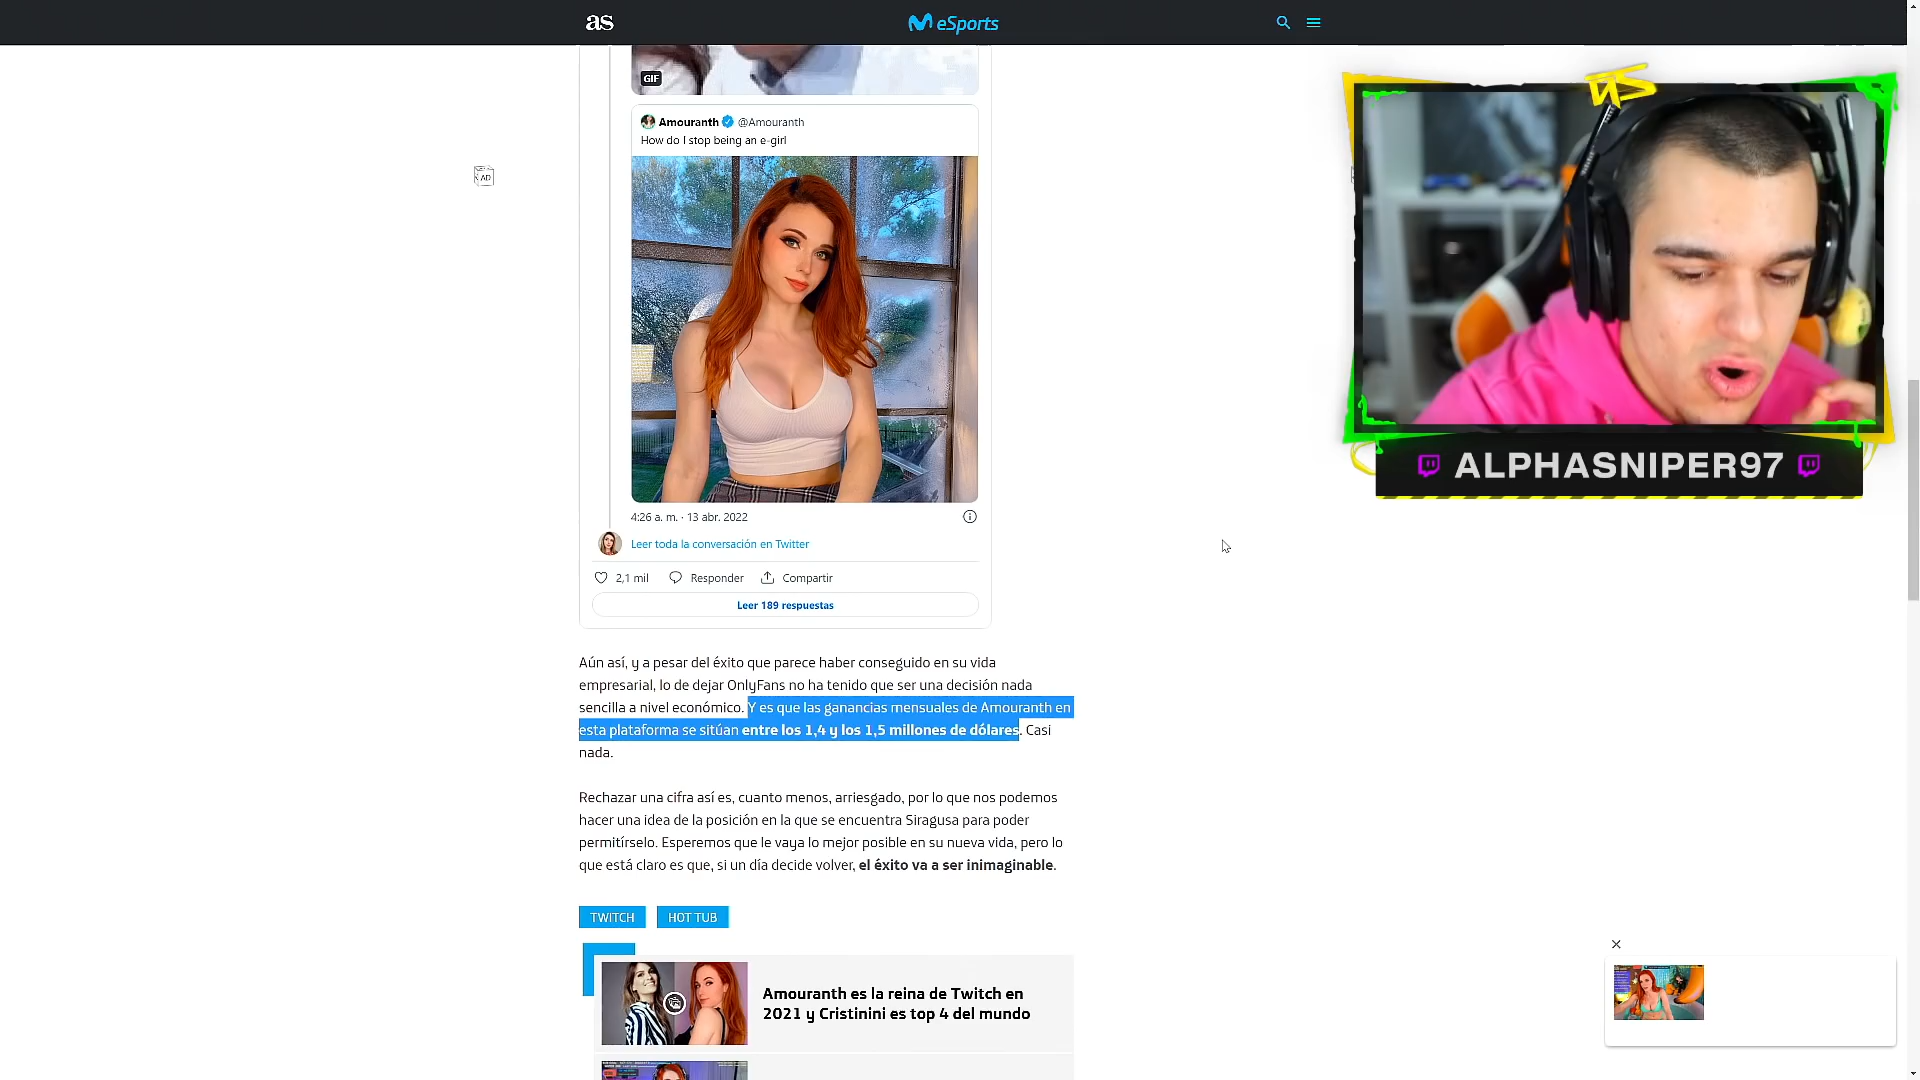 as
eSports
GIF
Amouranth @Amouranth
How do I stop being an e-girl
AD
4:26 a. m. · 13 abr. 2022
Leer toda la conversación en Twitter
2,1 mil Responder Compartir
Leer 189 respuestas
ALPHASNIPER97
Aún así, y a pesar del éxito que parece haber conseguido en su vida
empresarial, lo de dejar OnlyFans no ha tenido que ser una decisión nada
sencilla a nivel económico. Y es que las ganancias mensuales de Amouranth en
esta plataforma se sitúan entre los 1,4 y los 1,5 millones de dólares. Casi
nada.
Rechazar una cifra así es, cuanto menos, arriesgado, por lo que nos podemos
hacer una idea de la posición en la que se encuentra Siragusa para poder
permitírselo. Esperemos que le vaya lo mejor posible en su nueva vida, pero lo
que está claro es que, si un día decide volver, el éxito va a ser inimaginable.
TWITCH HOT TUB
Amouranth es la reina de Twitch en
2021 y Cristinini es top 4 del mundo